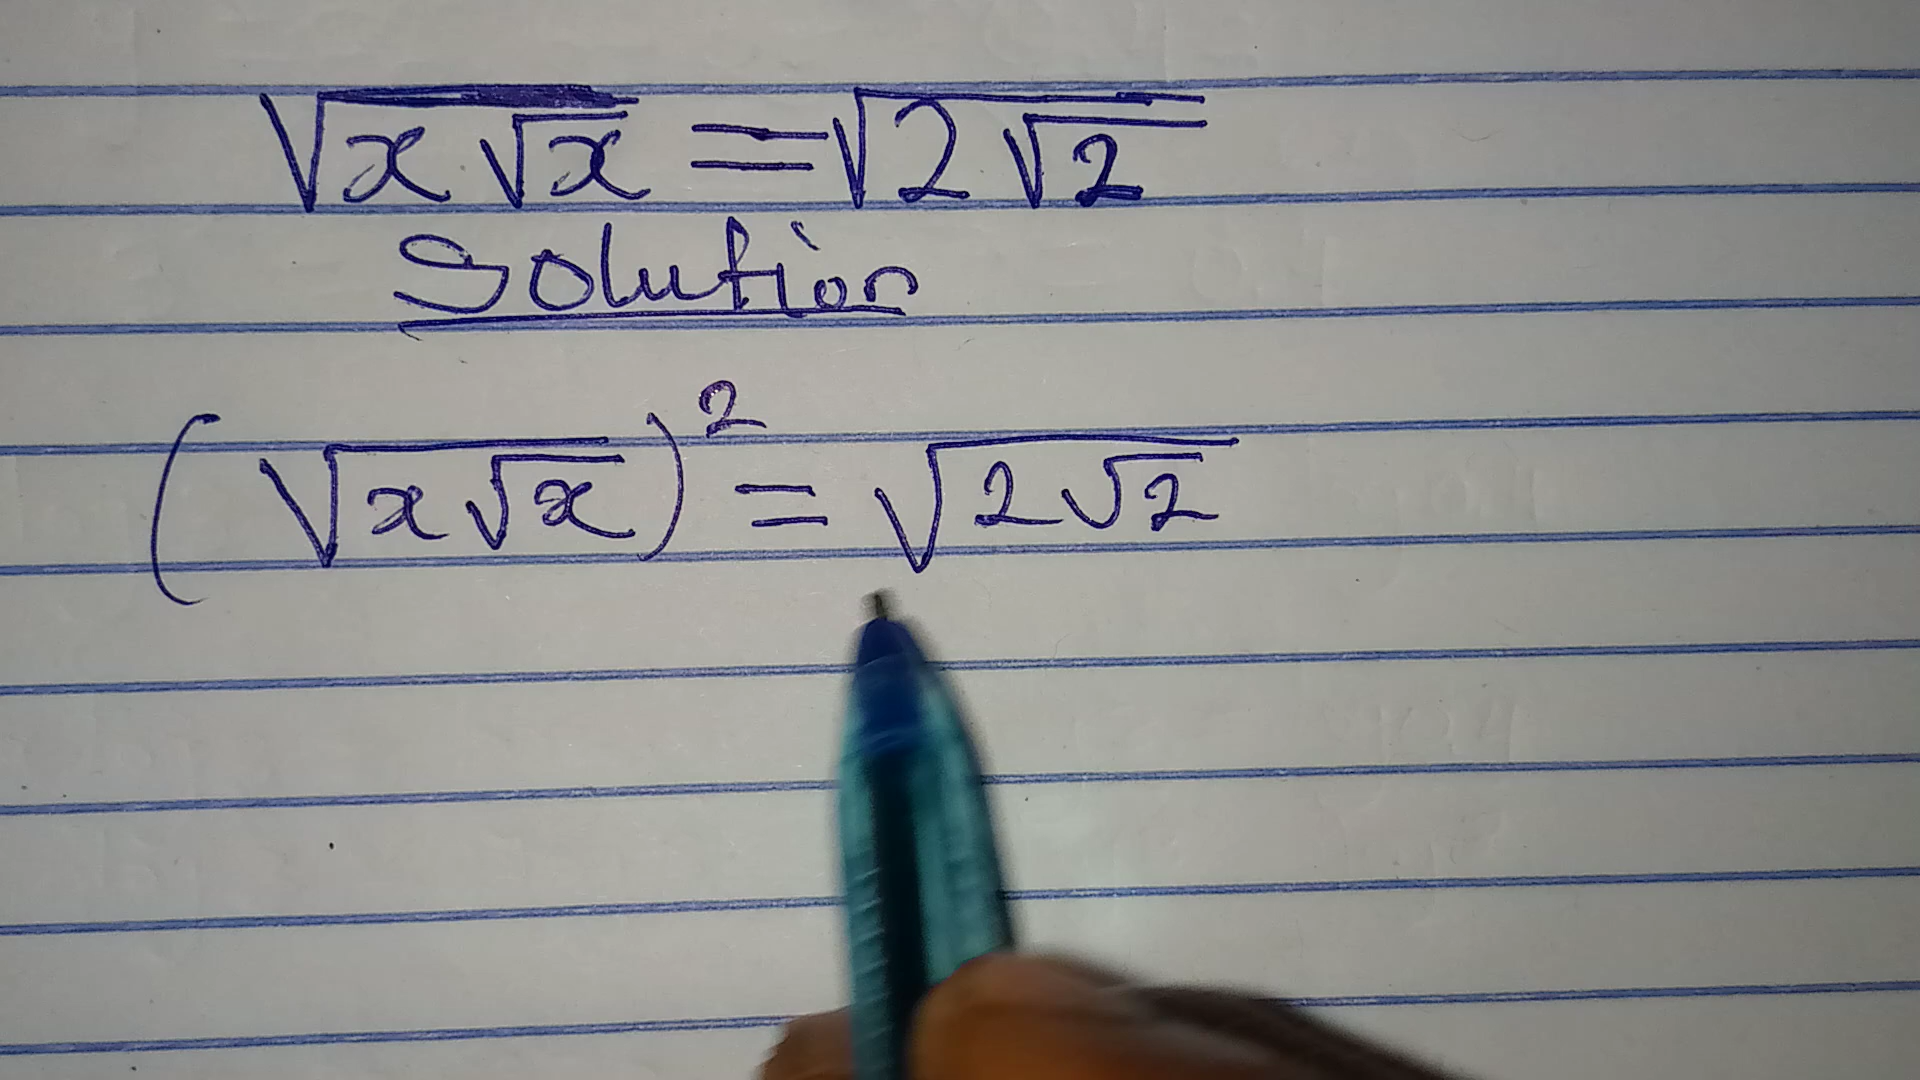 √(x√x) = √(2√2)
Solution
(√(x√x))² = √(2√2)